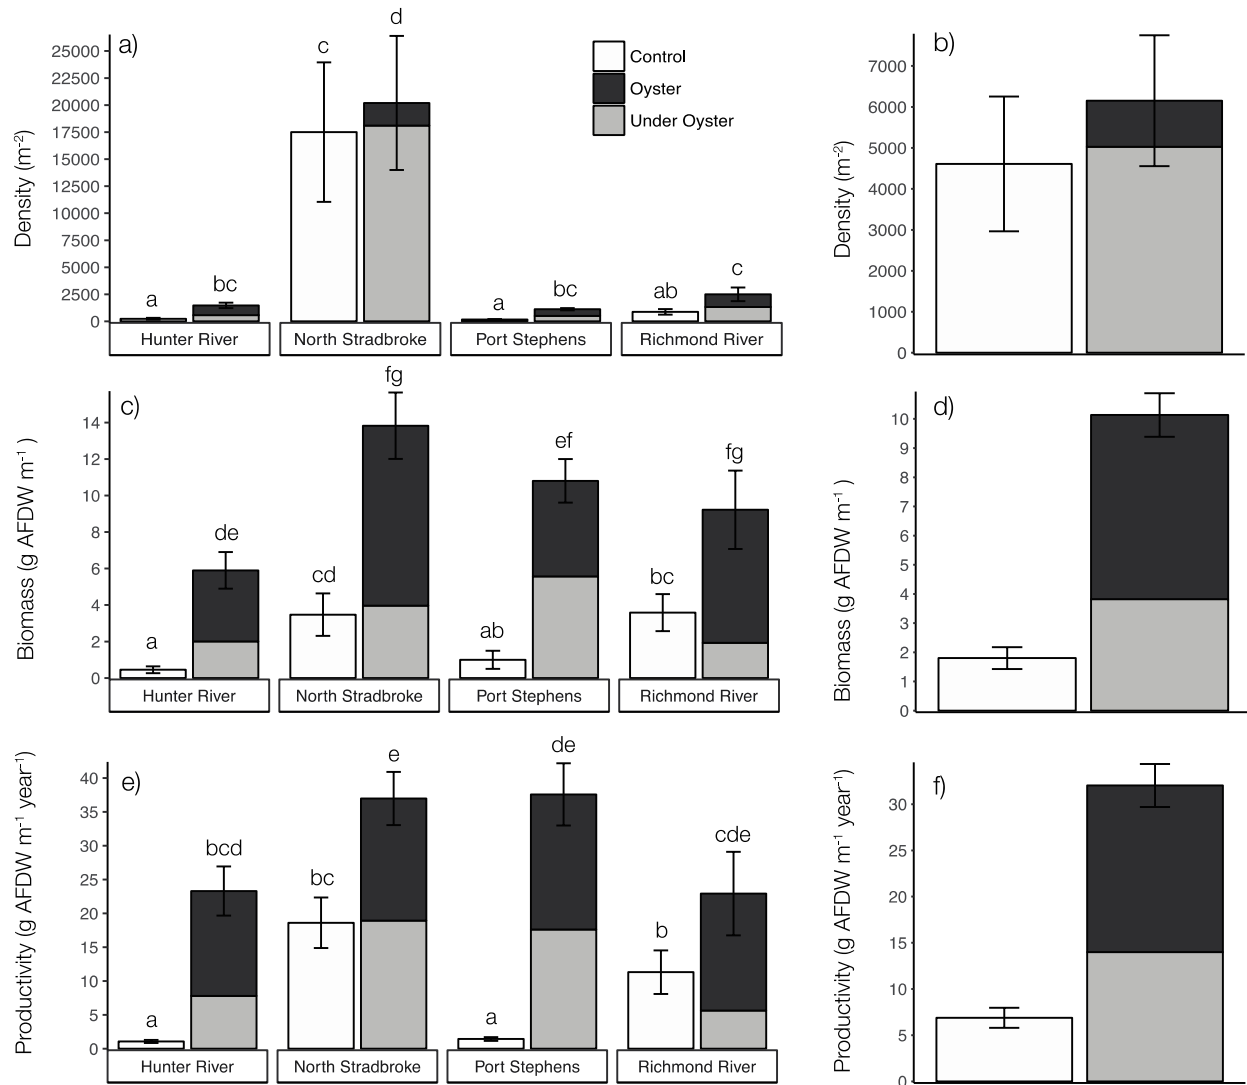 a)
Density (m⁻²)
25000
22500
20000
17500
15000
12500
10000
7500
5000
2500
0
a
bc
c
d
a
bc
ab
c
Hunter River
North Stradbroke
Port Stephens
Richmond River
Control
Oyster
Under Oyster
b)
Density (m⁻²)
7000
6000
5000
4000
3000
2000
1000
0
c)
Biomass (g AFDW m⁻¹ )
14
12
10
8
6
4
2
0
a
de
cd
fg
ab
ef
bc
fg
Hunter River
North Stradbroke
Port Stephens
Richmond River
d)
Biomass (g AFDW m⁻¹ )
10
9
8
7
6
5
4
3
2
1
0
e)
Productivity (g AFDW m⁻¹ year⁻¹)
40
35
30
25
20
15
10
5
0
a
bcd
bc
e
a
de
b
cde
Hunter River
North Stradbroke
Port Stephens
Richmond River
f)
Productivity (g AFDW m⁻¹ year⁻¹)
30
25
20
15
10
5
0